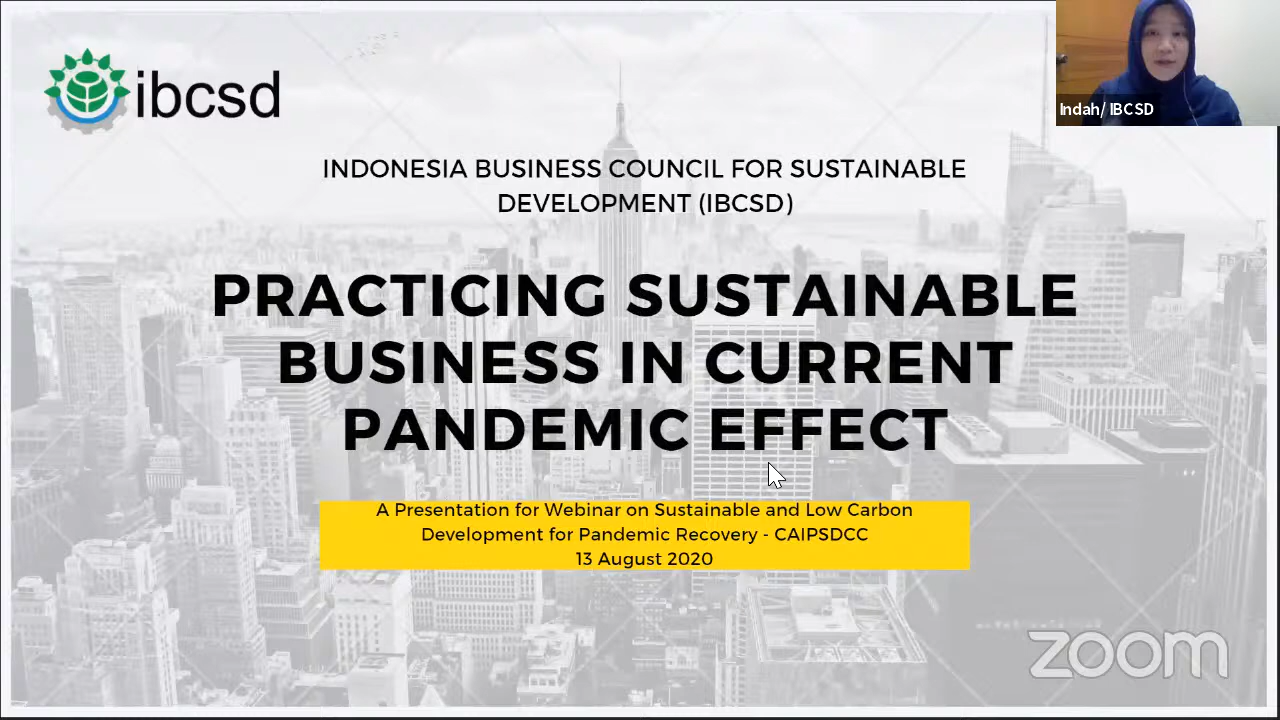 ibcsd
Indah/ IBCSD
INDONESIA BUSINESS COUNCIL FOR SUSTAINABLE
DEVELOPMENT (IBCSD)
PRACTICING SUSTAINABLE
BUSINESS IN CURRENT
PANDEMIC EFFECT
A Presentation for Webinar on Sustainable and Low Carbon
Development for Pandemic Recovery - CAIPSDCC
13 August 2020
zoom